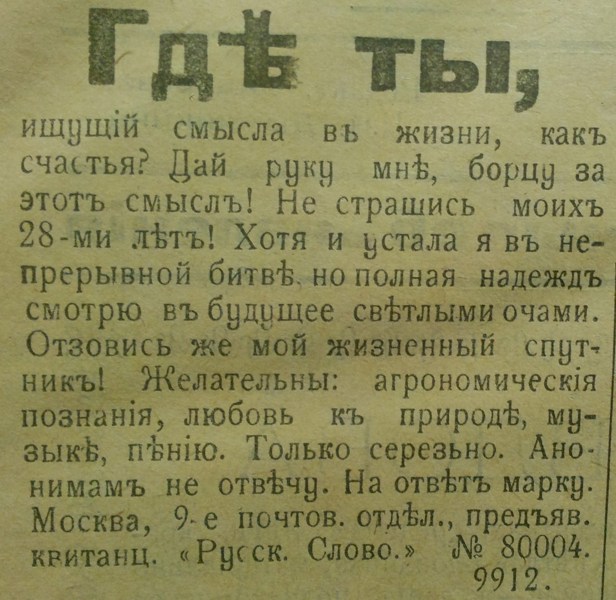 Гдѣ ты,
ищущій смысла въ жизни, какъ
счастья? Дай руку мнѣ, борцу за
этотъ смыслъ! Не страшись моихъ
28-ми лѣтъ! Хотя и устала я въ не-
прерывной битвѣ. но полная надеждъ
смотрю въ будущее свѣтлыми очами.
Отзовись же мой жизненный спут-
никъ! Желательны: агрономическія
познанія, любовь къ природѣ, му-
зыкѣ, пѣнію. Только серезьно. Ано-
нимамъ не отвѣчу. На отвѣтъ марку.
Москва, 9-е почтов. отдѣл., предъяв.
квитанц. «Русск. Слово.» № 80004.
9912.